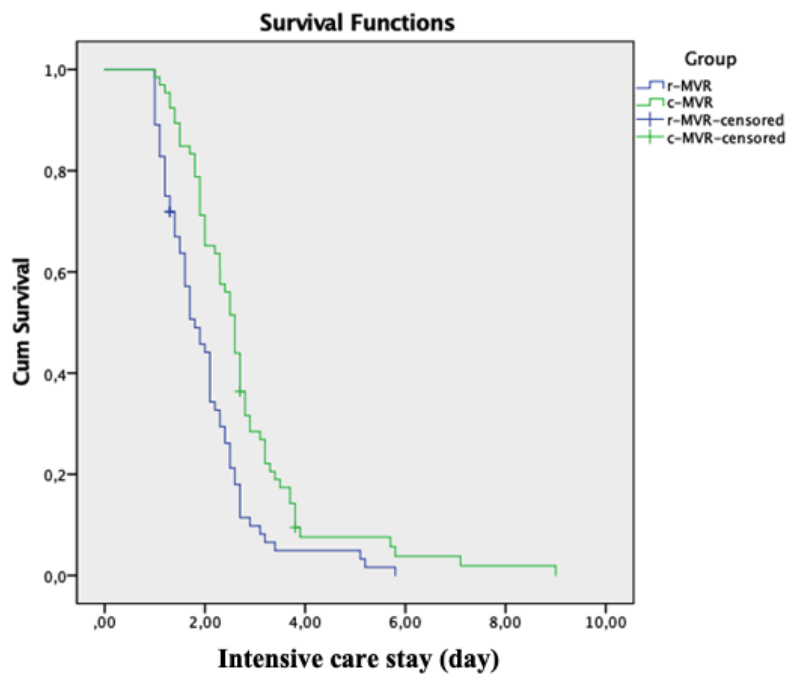 Survival Functions
Group
r-MVR
c-MVR
r-MVR-censored
c-MVR-censored
1,0
0,8
0,6
0,4
0,2
0,0
Cum Survival
,00 2,00 4,00 6,00 8,00 10,00
Intensive care stay (day)